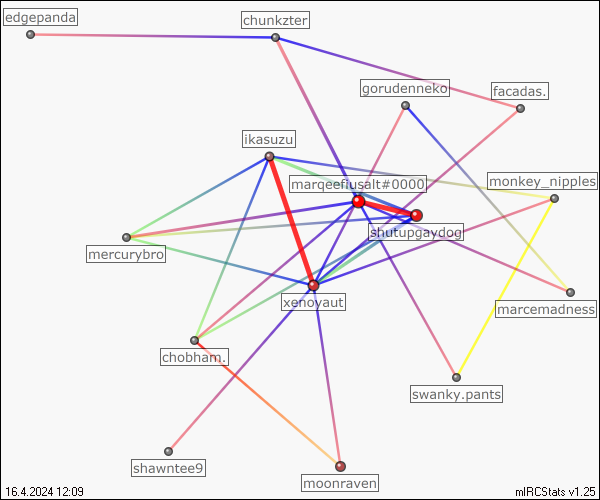 edgepanda
chunkzter
gorudenneko
facadas.
ikasuzu
marqeefiusalt#0000
monkey_nipples
shutupgaydog
mercurybro
xenoyaut
marcemadness
chobham.
swanky.pants
shawntee9
moonraven
16.4.2024 12:09
mIRCStats v1.25